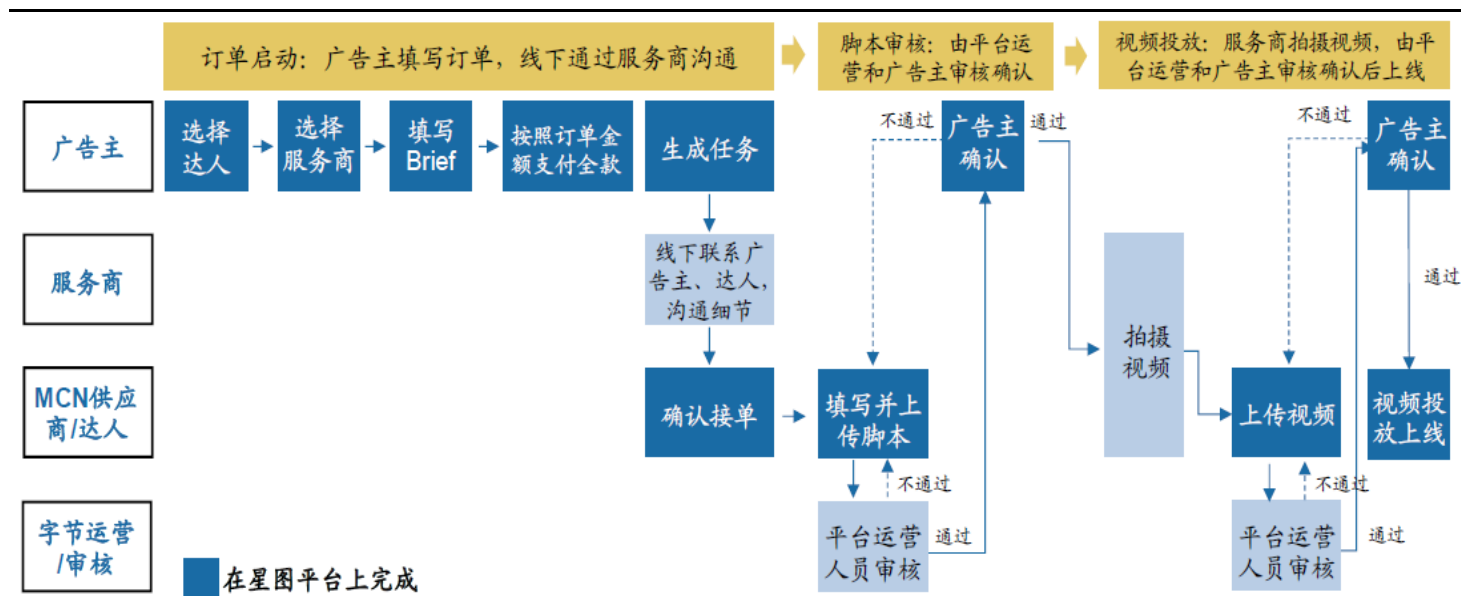 订单启动：广告主填写订单，线下通过服务商沟通
脚本审核：由平台运
营和广告主审核确认
视频投放：服务商拍摄视频，由平
台运营和广告主审核确认后上线
广告主
选择
达人
选择
服务商
填写
Brief
按照订单金
额支付全款
生成任务
不通过
广告主
确认
通过
不通过
广告主
确认
服务商
线下联系广
告主、达人，
沟通细节
拍摄
视频
通过
MCN供应
商/达人
确认接单
填写并上
传脚本
上传视频
视频投
放上线
不通过
不通过
字节运营
/审核
平台运营
人员审核
通过
平台运营
人员审核
通过
在星图平台上完成